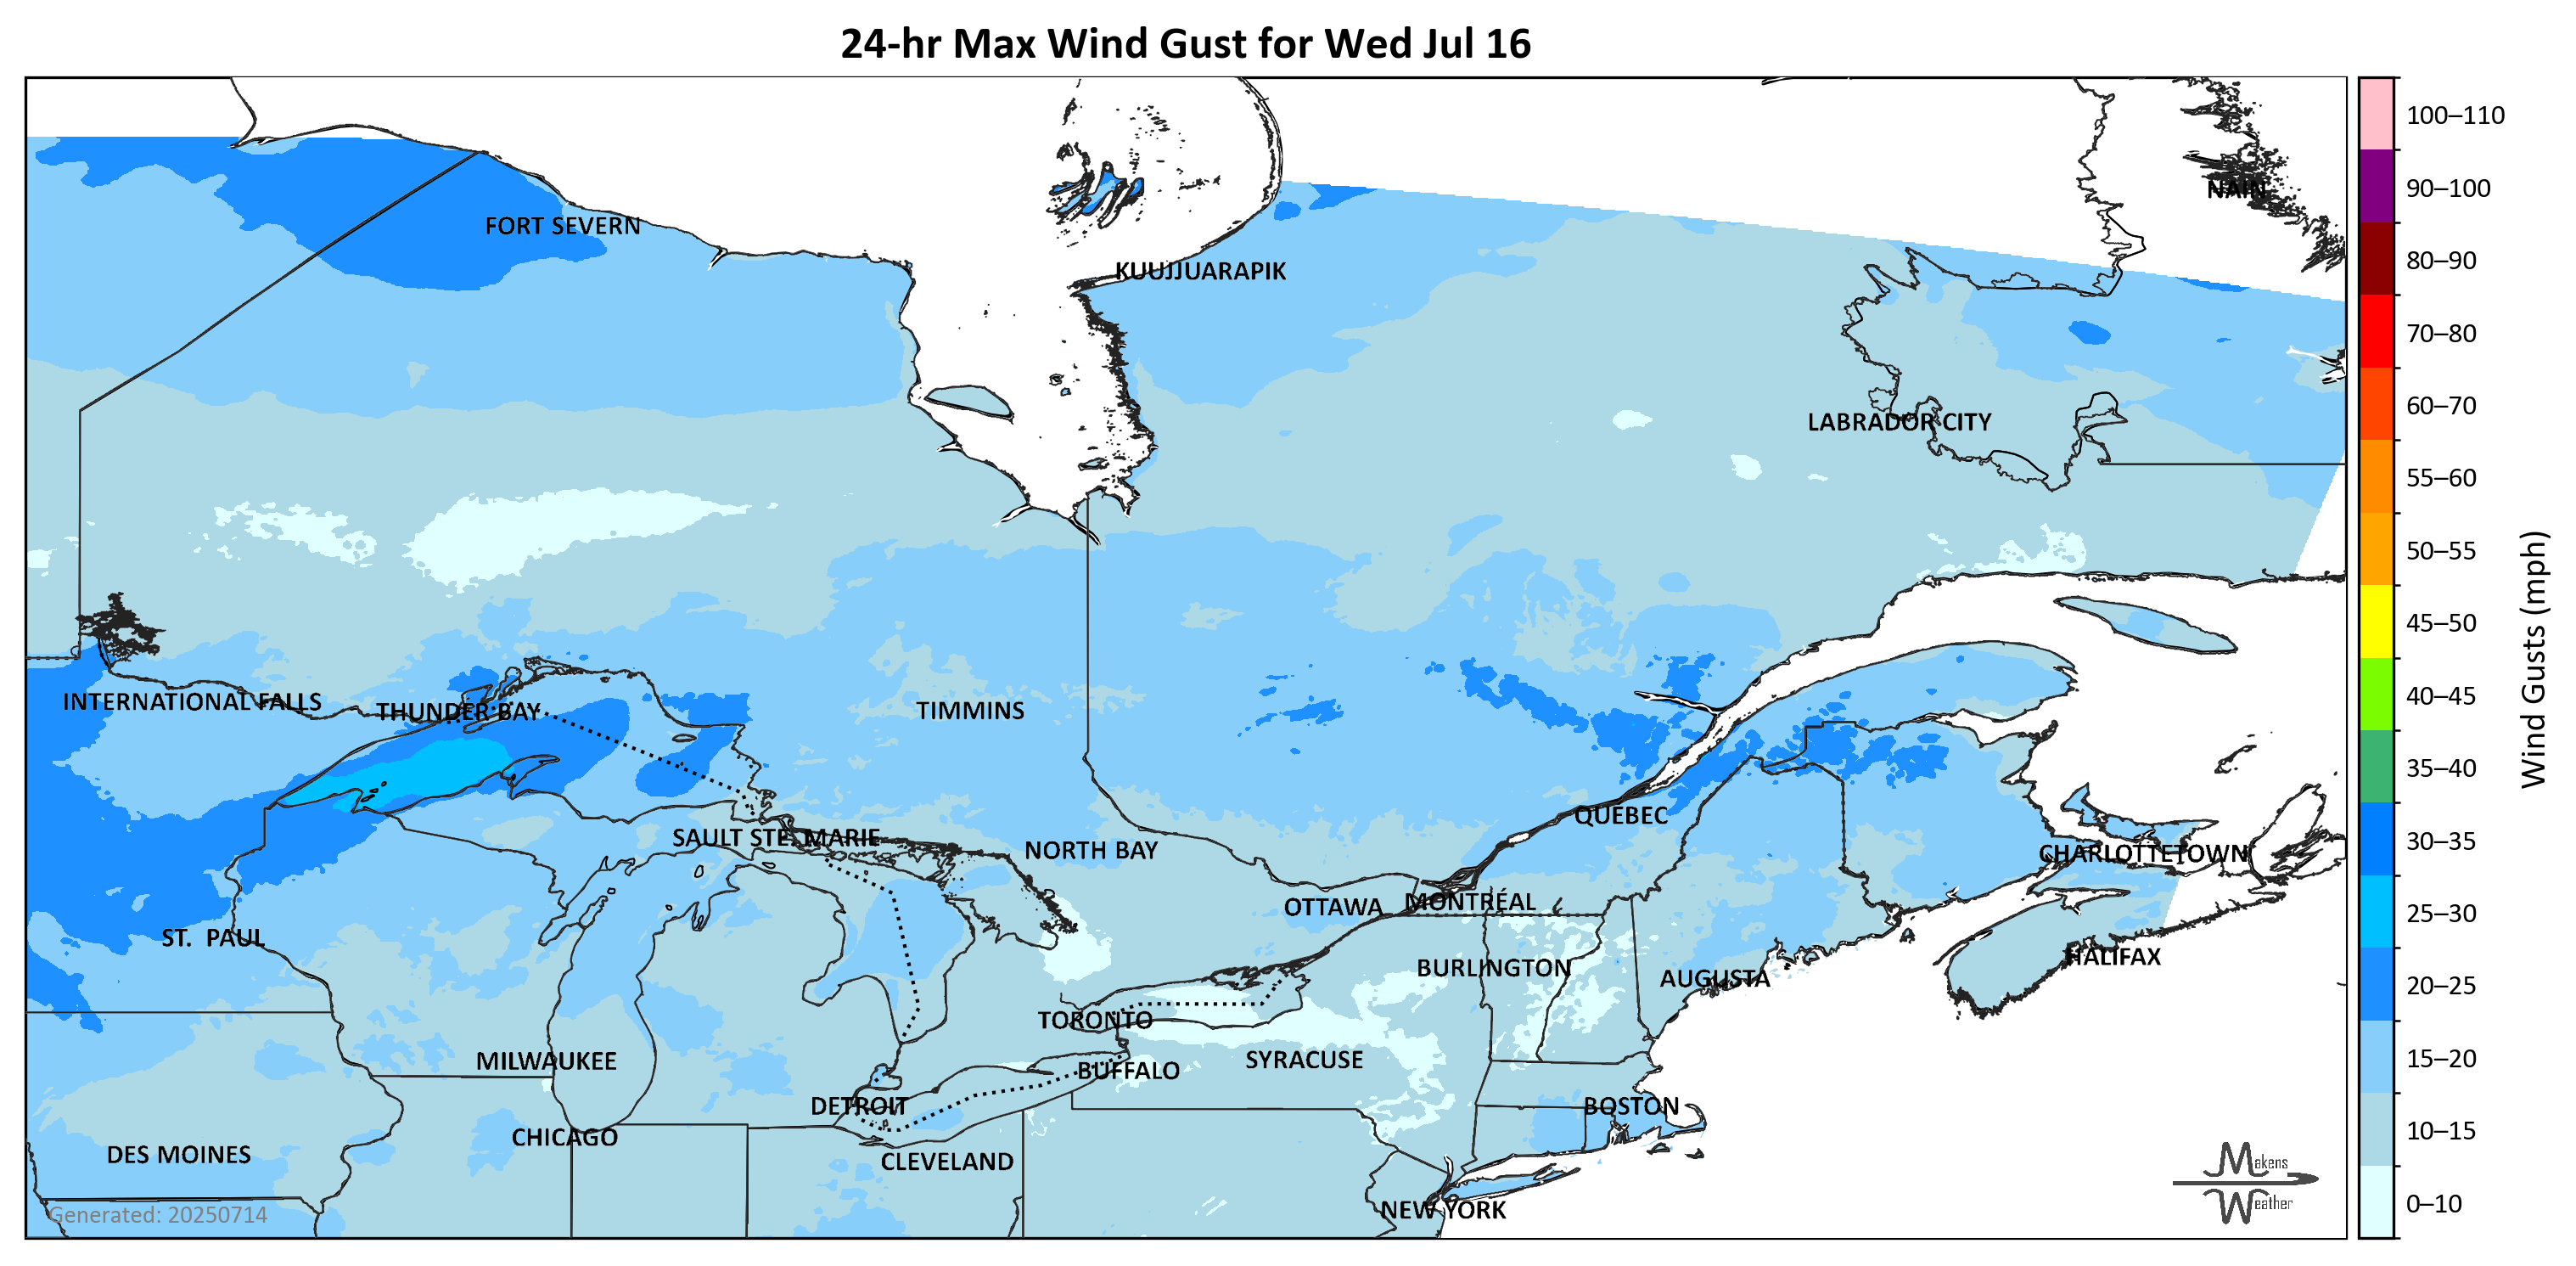 24-hr Max Wind Gust for Wed Jul 16
100–110
90–100
NAIN
FORT SEVERN
80–90
KUUJJUARAPIK
70–80
60–70
LABRADOR CITY
55–60
50–55
45–50
40–45
INTERNATIONAL FALLS
THUNDER BAY
TIMMINS
35–40
Wind Gusts (mph)
QUÉBEC
30–35
SAULT STE. MARIE
NORTH BAY
CHARLOTTETOWN
OTTAWA
MONTRÉAL
25–30
ST. PAUL
HALIFAX
BURLINGTON
AUGUSTA
20–25
TORONTO
MILWAUKEE
SYRACUSE
15–20
BUFFALO
DETROIT
BOSTON
10–15
CHICAGO
DES MOINES
CLEVELAND
Makens
Weather
0–10
NEW YORK
Generated: 20250714